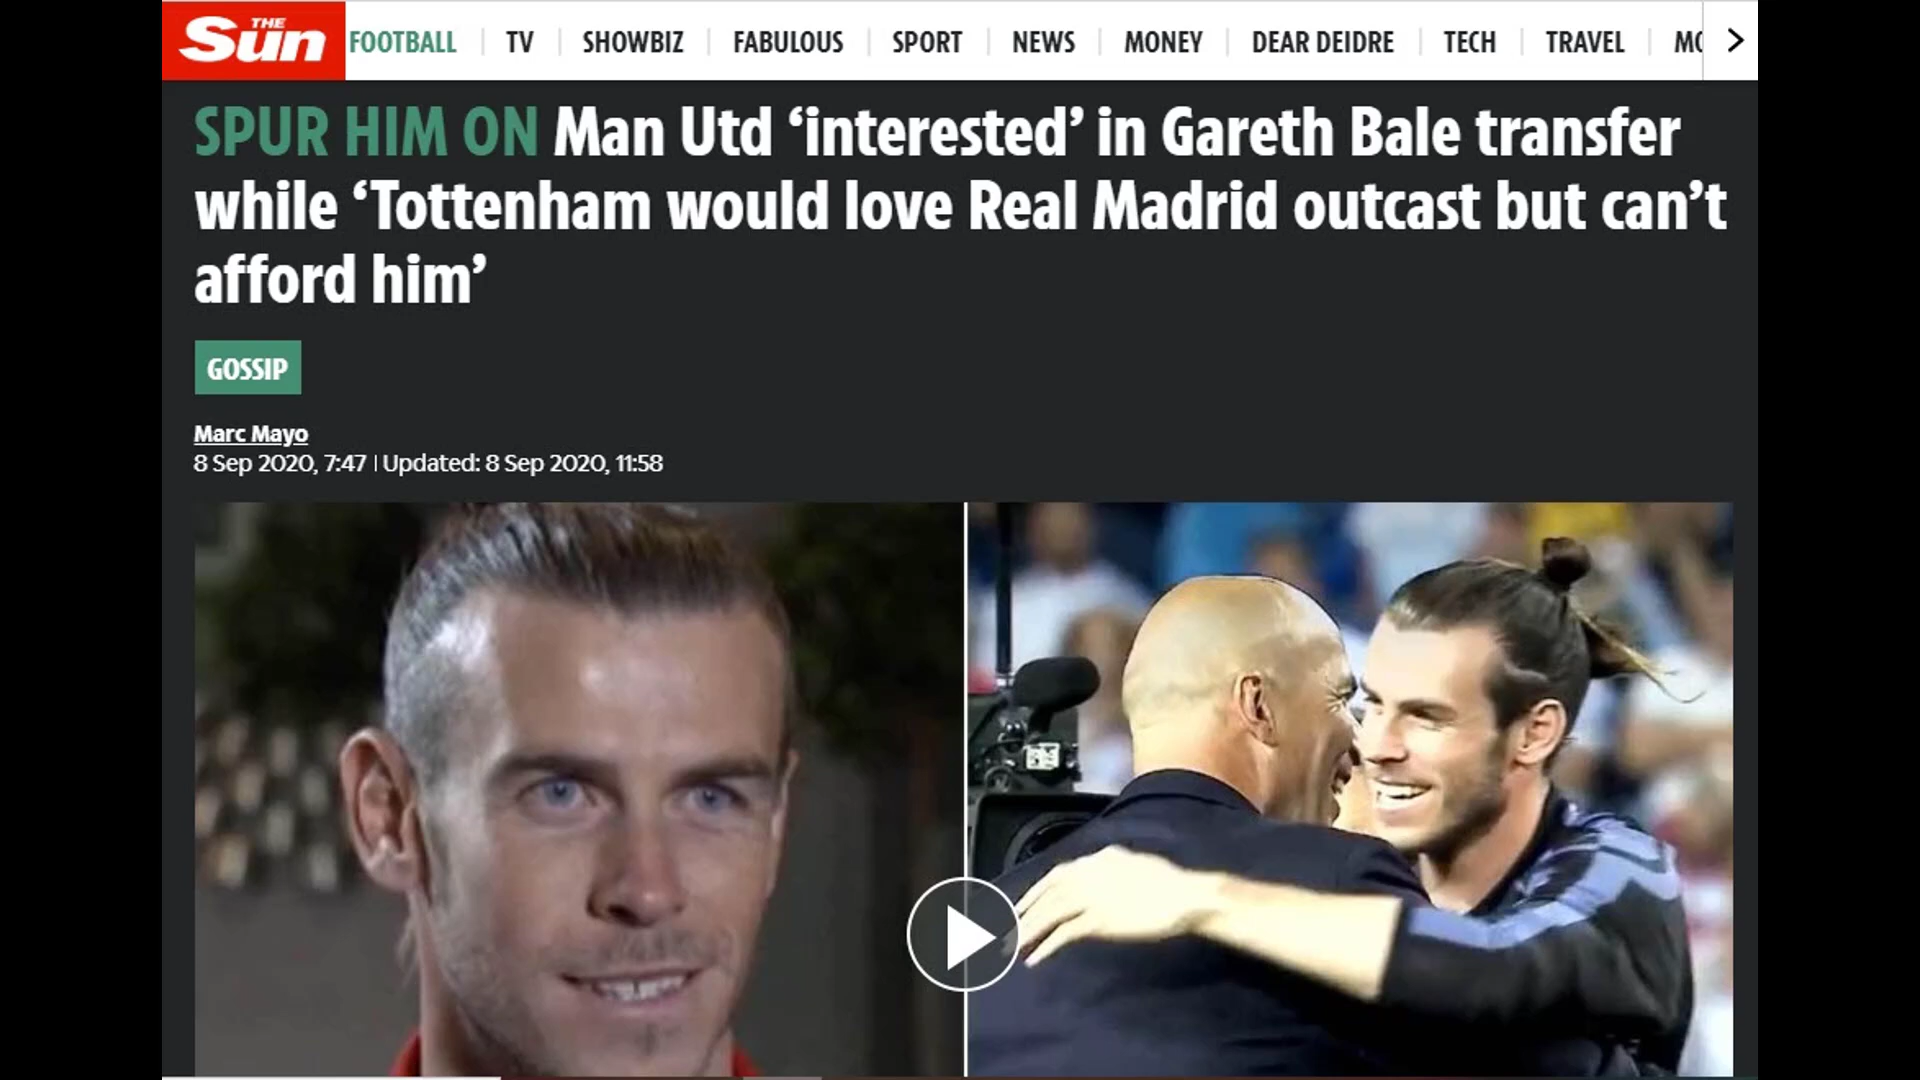 THE
Sun
FOOTBALL TV SHOWBIZ FABULOUS SPORT NEWS MONEY DEAR DEIDRE TECH TRAVEL
SPUR HIM ON Man Utd ‘interested’ in Gareth Bale transfer
while ‘Tottenham would love Real Madrid outcast but can’t
afford him’
GOSSIP
Marc Mayo
8 Sep 2020, 7:47 | Updated: 8 Sep 2020, 11:58